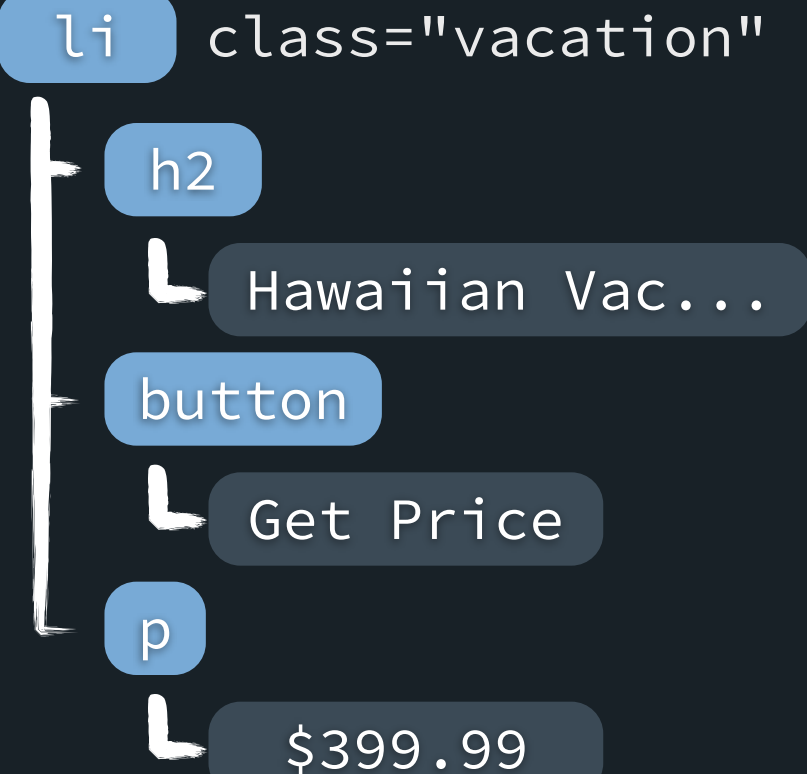 li class="vacation"
h2
Hawaiian Vac...
button
Get Price
p
$399.99